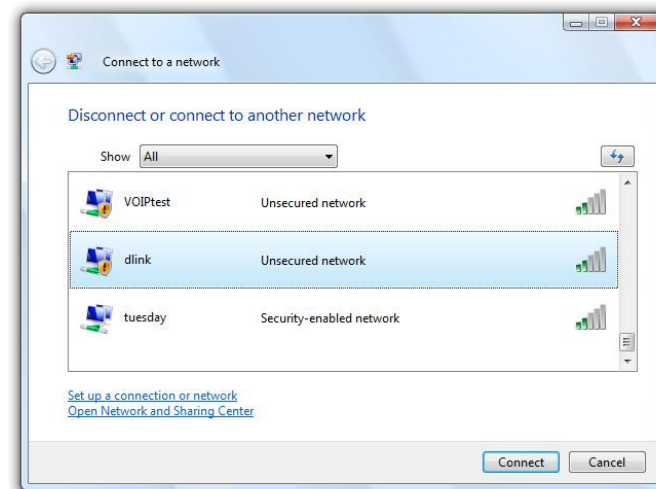 Connect to a network
Disconnect or connect to another network
Show All
VOIPtest Unsecured network
dlink Unsecured network
tuesday Security-enabled network
Set up a connection or network
Open Network and Sharing Center
Connect Cancel